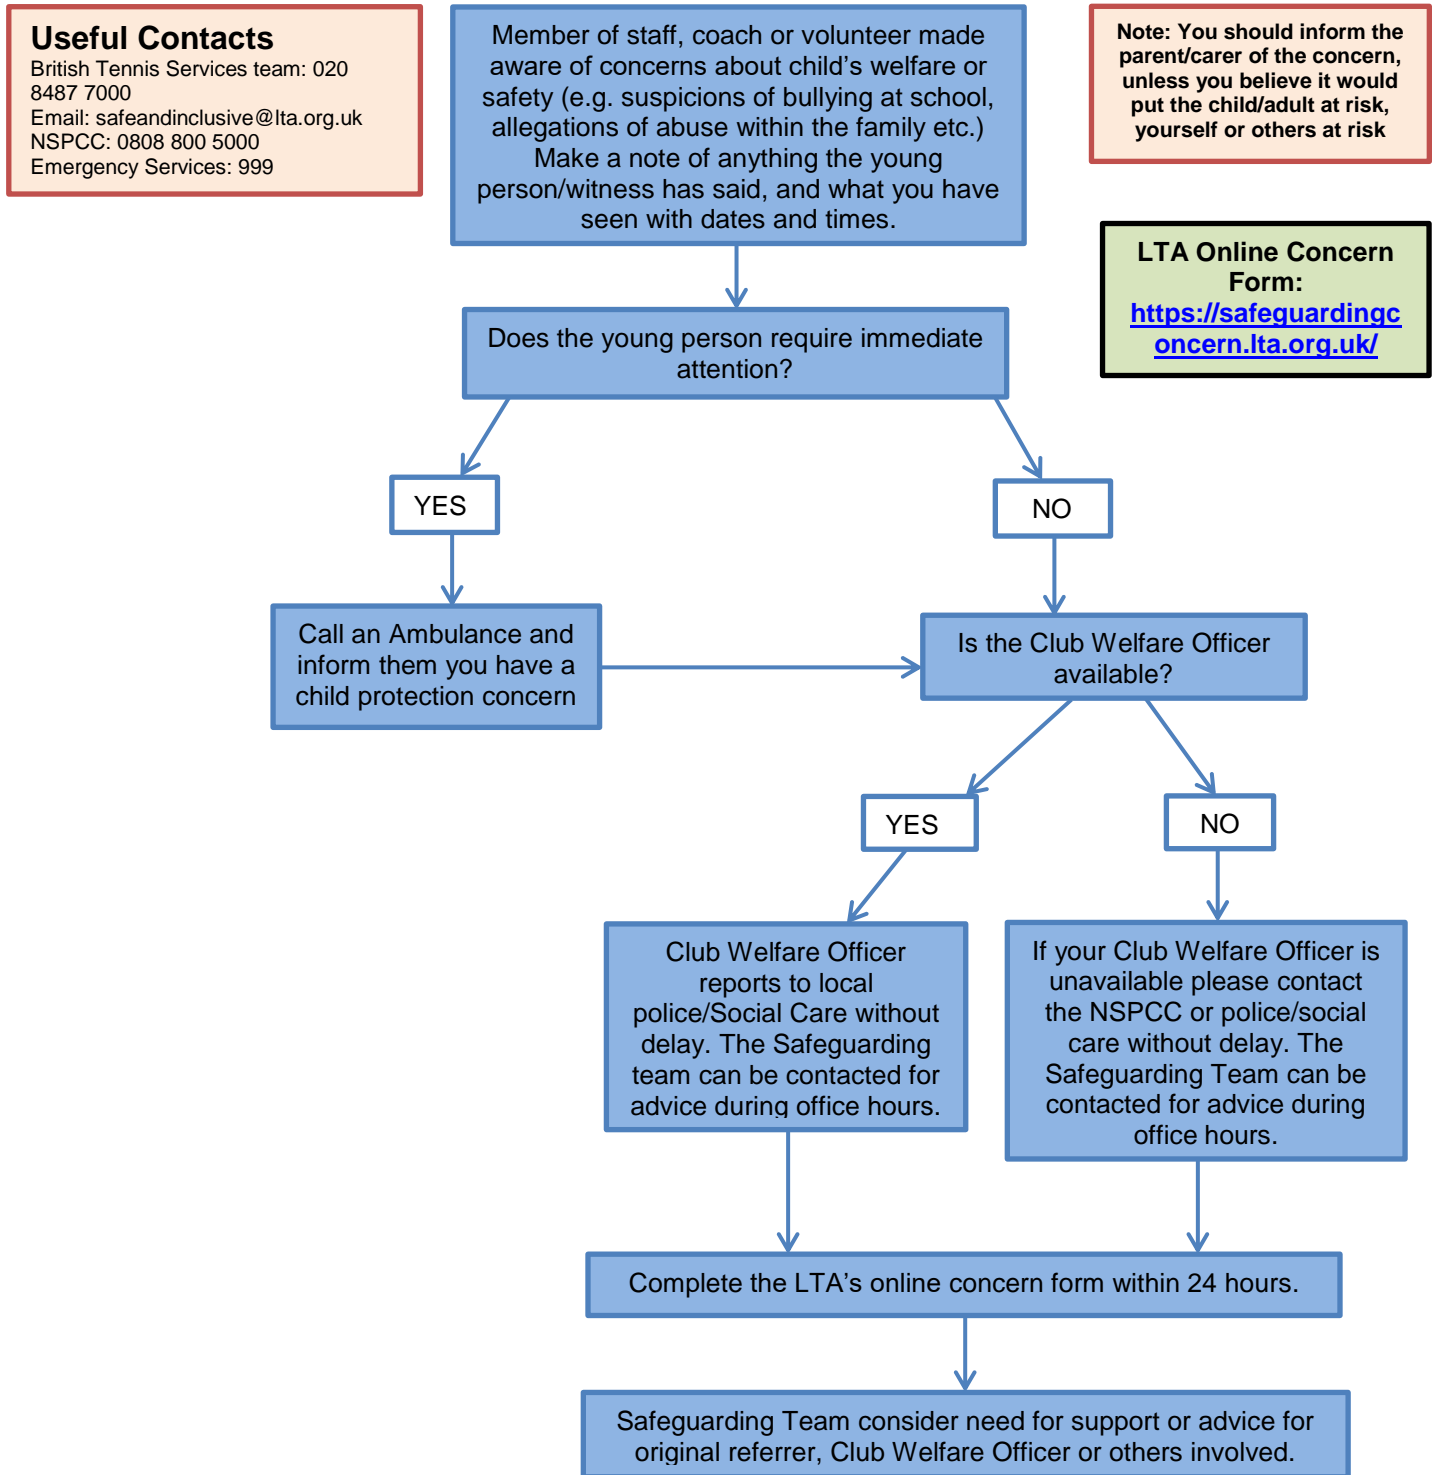 Useful Contacts
British Tennis Services team: 020
8487 7000
Email: safeandinclusive@lta.org.uk
NSPCC: 0808 800 5000
Emergency Services: 999
Member of staff, coach or volunteer made
aware of concerns about child’s welfare or
safety (e.g. suspicions of bullying at school,
allegations of abuse within the family etc.)
Make a note of anything the young
person/witness has said, and what you have
seen with dates and times.
Note: You should inform the
parent/carer of the concern,
unless you believe it would
put the child/adult at risk,
yourself or others at risk
LTA Online Concern
Form:
https://safeguardingc
oncern.lta.org.uk/
Does the young person require immediate
attention?
YES
NO
Call an Ambulance and
inform them you have a
child protection concern
Is the Club Welfare Officer
available?
YES
NO
Club Welfare Officer
reports to local
police/Social Care without
delay. The Safeguarding
team can be contacted for
advice during office hours.
If your Club Welfare Officer is
unavailable please contact
the NSPCC or police/social
care without delay. The
Safeguarding Team can be
contacted for advice during
office hours.
Complete the LTA’s online concern form within 24 hours.
Safeguarding Team consider need for support or advice for
original referrer, Club Welfare Officer or others involved.